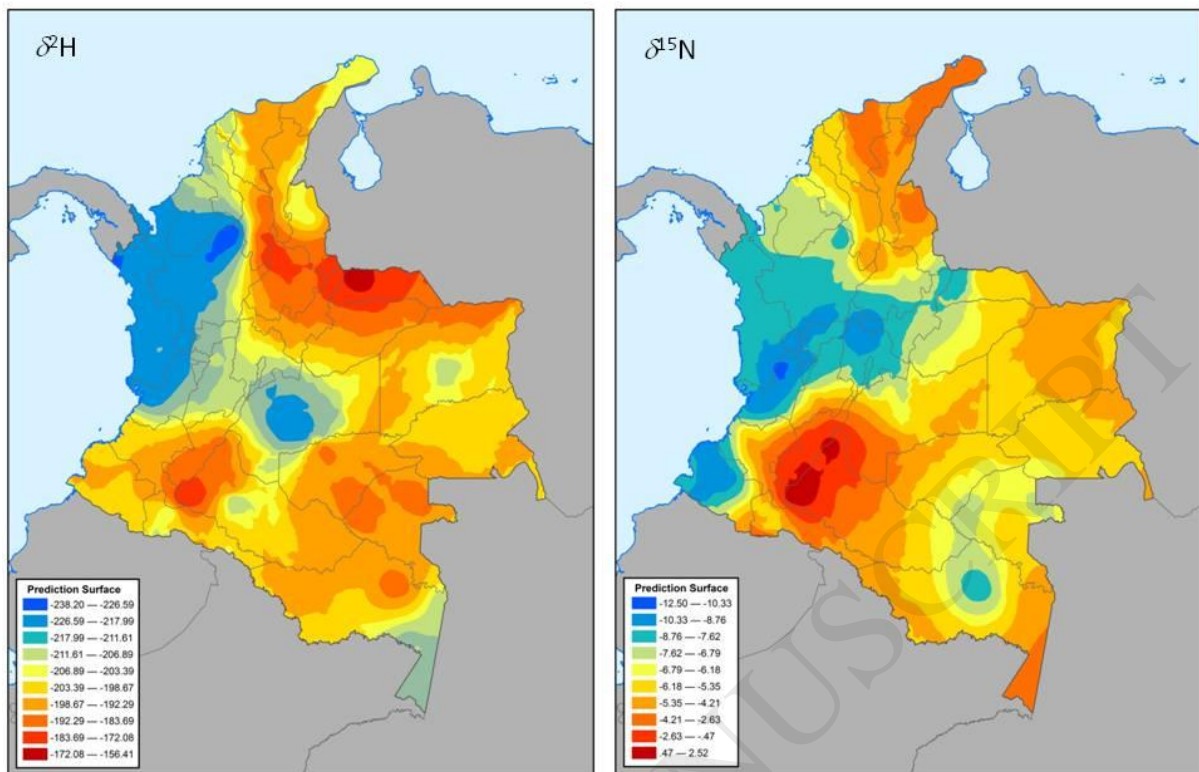 δ²H
Prediction Surface
-238.20 — -226.59
-226.59 — -217.99
-217.99 — -211.61
-211.61 — -206.89
-206.89 — -203.39
-203.39 — -198.67
-198.67 — -192.29
-192.29 — -183.69
-183.69 — -172.08
-172.08 — -156.41
δ¹⁵N
Prediction Surface
-12.50 — -10.33
-10.33 — -8.76
-8.76 — -7.62
-7.62 — -6.79
-6.79 — -6.18
-6.18 — -5.35
-5.35 — -4.21
-4.21 — -2.63
-2.63 — -.47
.47 — 2.52
NUSCRIPT